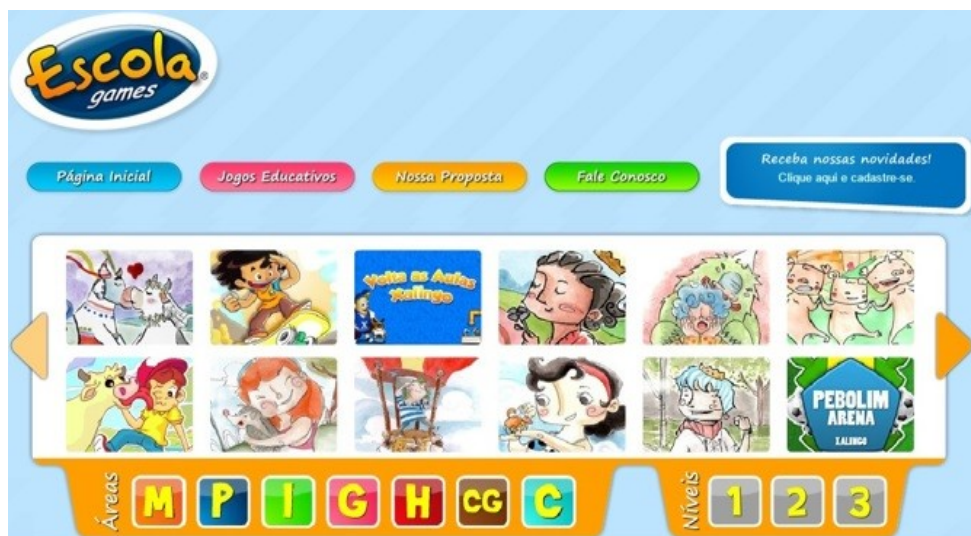 Escola
games
Página Inicial
Jogos Educativos
Nossa Proposta
Fale Conosco
Receba nossas novidades!
Clique aqui e cadastre-se.
Volta as Aulas
Xalingo
X
PEBOLIM
ARENA
XALINGO
Áreas
M P I G H CG C
Níveis
1 2 3